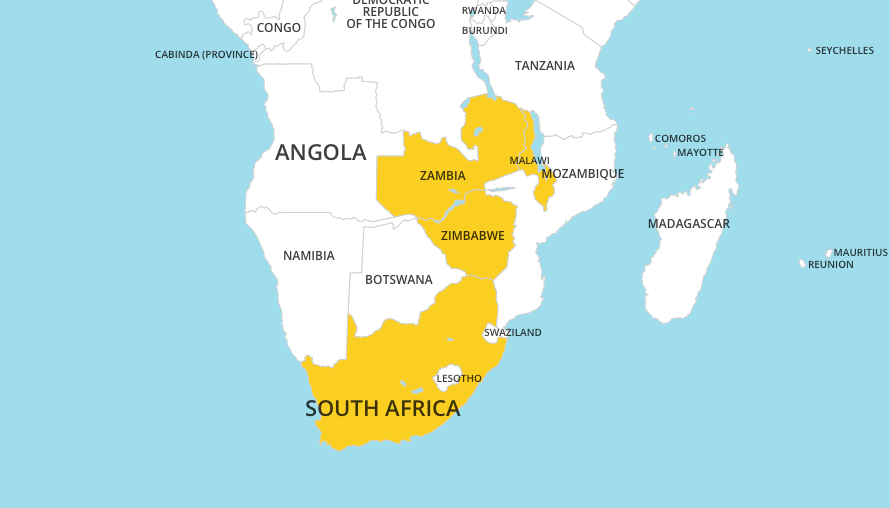 DEMOCRATIC
REPUBLIC
OF THE CONGO
RWANDA
CONGO
BURUNDI
CABINDA (PROVINCE)
SEYCHELLES
TANZANIA
COMOROS
ANGOLA
MAYOTTE
MALAWI
ZAMBIA
MOZAMBIQUE
MADAGASCAR
ZIMBABWE
NAMIBIA
MAURITIUS
REUNION
BOTSWANA
SWAZILAND
LESOTHO
SOUTH AFRICA